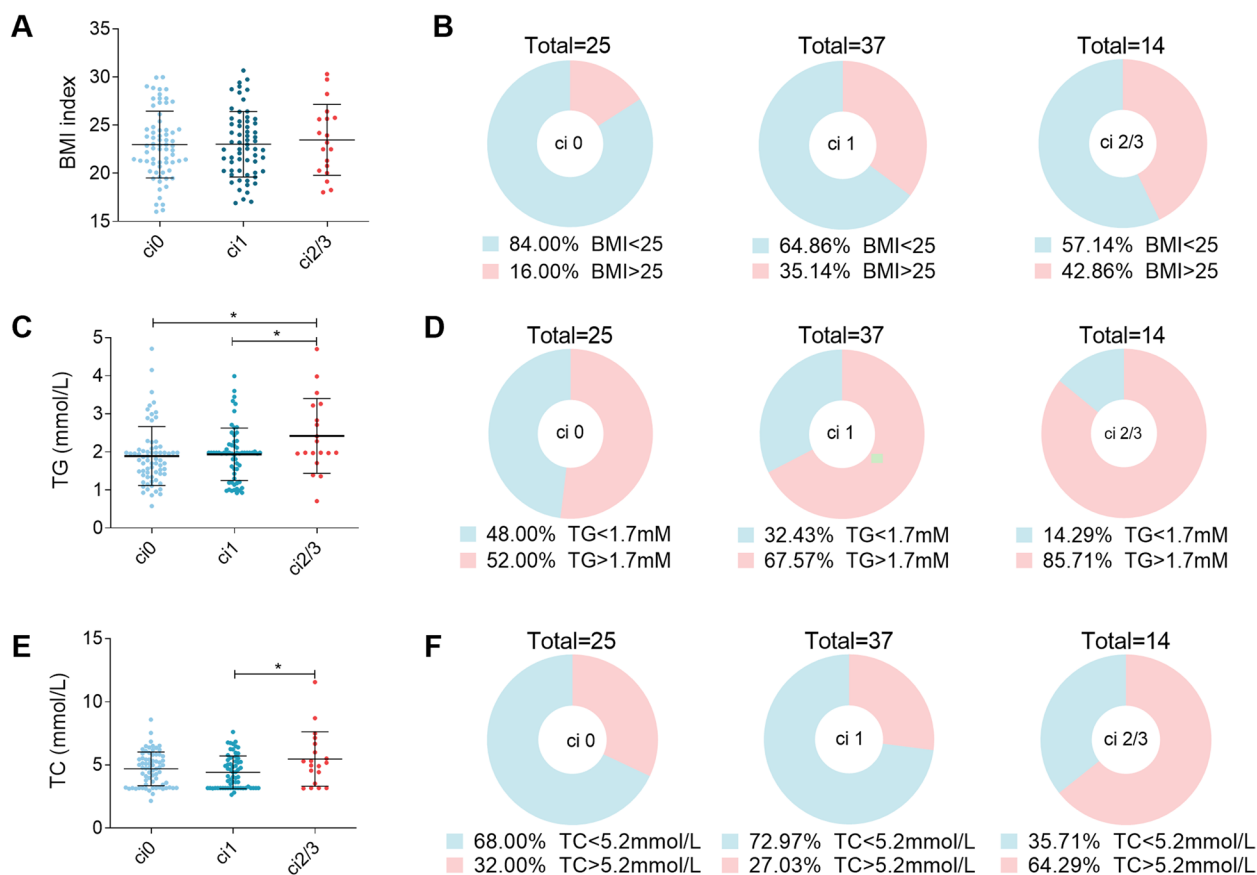 A
BMI index
35
30
25
20
15
ci0
ci1
ci2/3
B
Total=25
ci 0
84.00% BMI<25
16.00% BMI>25
Total=37
ci 1
64.86% BMI<25
35.14% BMI>25
Total=14
ci 2/3
57.14% BMI<25
42.86% BMI>25
C
TG (mmol/L)
5
4
3
2
1
0
*
*
ci0
ci1
ci2/3
D
Total=25
ci 0
48.00% TG<1.7mM
52.00% TG>1.7mM
Total=37
ci 1
32.43% TG<1.7mM
67.57% TG>1.7mM
Total=14
ci 2/3
14.29% TG<1.7mM
85.71% TG>1.7mM
E
TC (mmol/L)
15
10
5
0
*
ci0
ci1
ci2/3
F
Total=25
ci 0
68.00% TC<5.2mmol/L
32.00% TC>5.2mmol/L
Total=37
ci 1
72.97% TC<5.2mmol/L
27.03% TC>5.2mmol/L
Total=14
ci 2/3
35.71% TC<5.2mmol/L
64.29% TC>5.2mmol/L